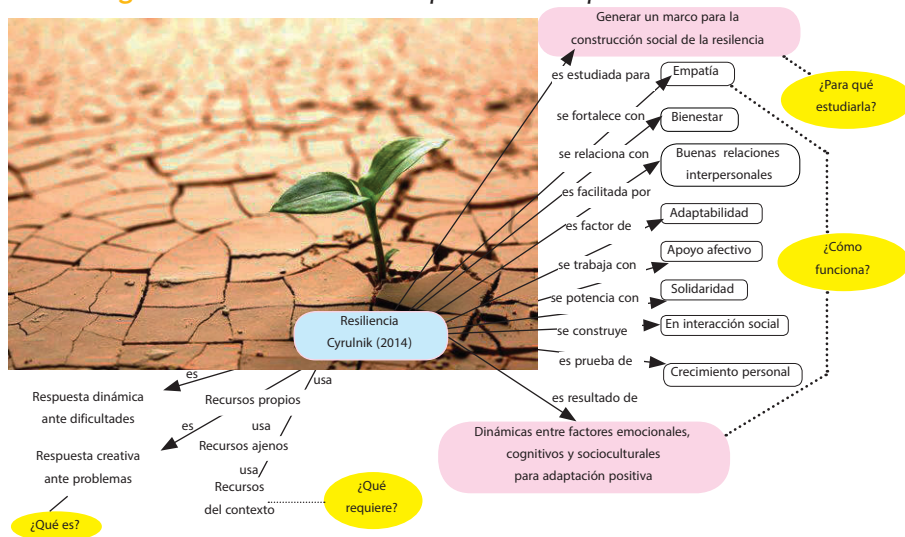 Generar un marco para la
construcción social de la resilencia
¿Para qué
estudiarla?
es estudiada para
Empatía
se fortalece con
Bienestar
se relaciona con
Buenas relaciones
interpersonales
es facilitada por
Adaptabilidad
es factor de
Apoyo afectivo
se trabaja con
Solidaridad
se potencia con
En interacción social
se construye
es prueba de
Crecimiento personal
es resultado de
¿Cómo
funciona?
Resiliencia
Cyrulnik (2014)
Dinámicas entre factores emocionales,
cognitivos y socioculturales
para adaptación positiva
es
Respuesta dinámica
ante dificultades
es
Respuesta creativa
ante problemas
¿Qué es?
usa
Recursos propios
usa
Recursos ajenos
usa
Recursos
del contexto
¿Qué
requiere?